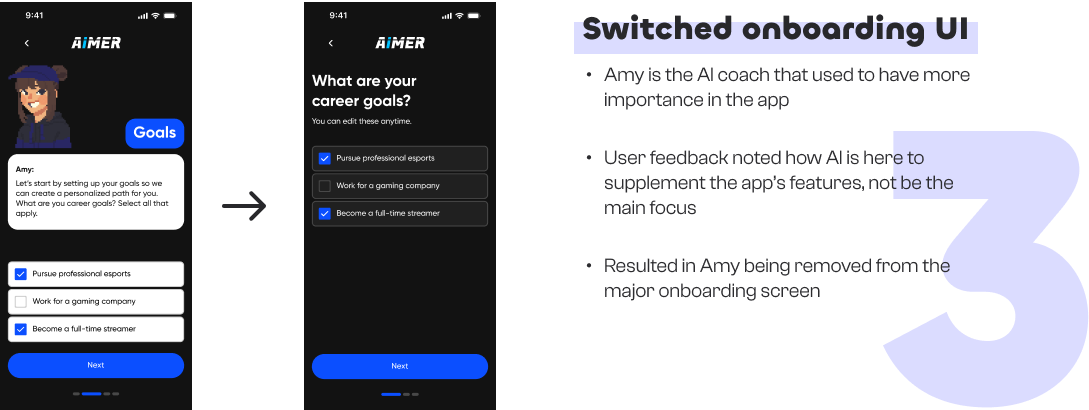 9:41
AIMER
Goals
Amy:
Let's start by setting up your goals so we
can create a personalized path for you.
What are you career goals? Select all that
apply.
Pursue professional esports
Work for a gaming company
Become a full-time streamer
Next
9:41
AIMER
What are your
career goals?
You can edit these anytime.
Pursue professional esports
Work for a gaming company
Become a full-time streamer
Next
Switched onboarding UI
• Amy is the AI coach that used to have more
importance in the app
• User feedback noted how AI is here to
supplement the app's features, not be the
main focus
• Resulted in Amy being removed from the
major onboarding screen
3